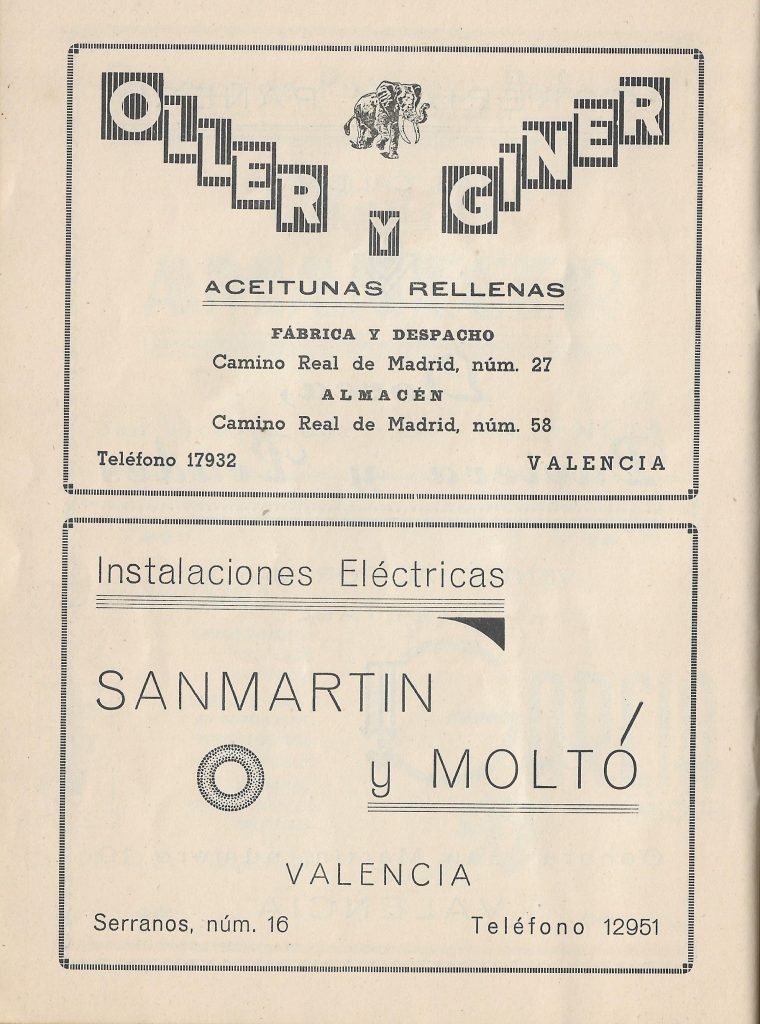 OLLER Y GINER
ACEITUNAS RELLENAS
FÁBRICA Y DESPACHO
Camino Real de Madrid, núm. 27
ALMACÉN
Camino Real de Madrid, núm. 58
Teléfono 17932 VALENCIA
Instalaciones Eléctricas
SANMARTIN
y MOLTÓ
VALENCIA
Serranos, núm. 16 Teléfono 12951